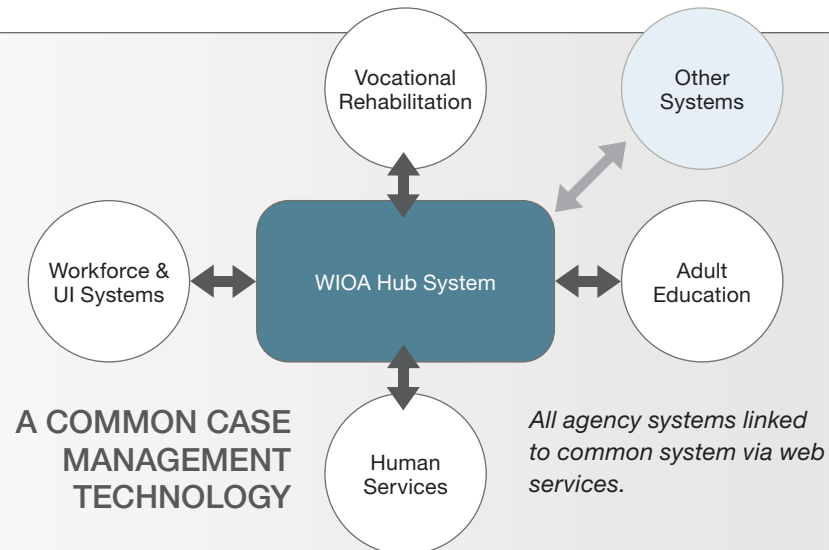 Vocational
Rehabilitation
Other
Systems
Workforce &
UI Systems
WIOA Hub System
Adult
Education
A COMMON CASE
MANAGEMENT
TECHNOLOGY
Human
Services
All agency systems linked
to common system via web
services.